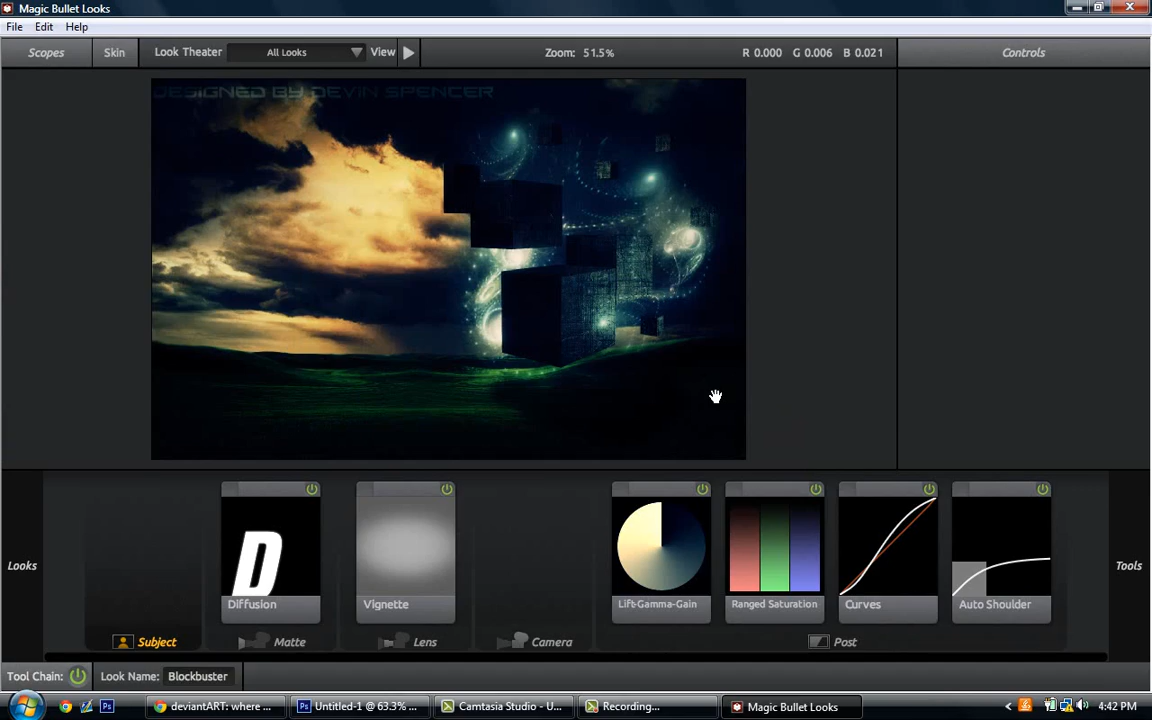 Magic Bullet Looks
File Edit Help
Scopes Skin Look Theater All Looks View Zoom: 51.5% R 0.000 G 0.006 B 0.021 Controls
DESIGNED BY DEVIN SPENCER
Looks D Tools
Diffusion Vignette Lift-Gamma-Gain Ranged Saturation Curves Auto Shoulder
Subject Matte Lens Camera Post
Tool Chain: Look Name: Blockbuster
deviantART: where ... Untitled-1 @ 63.3% ... Camtasia Studio - U... Recording... Magic Bullet Looks 4:42 PM